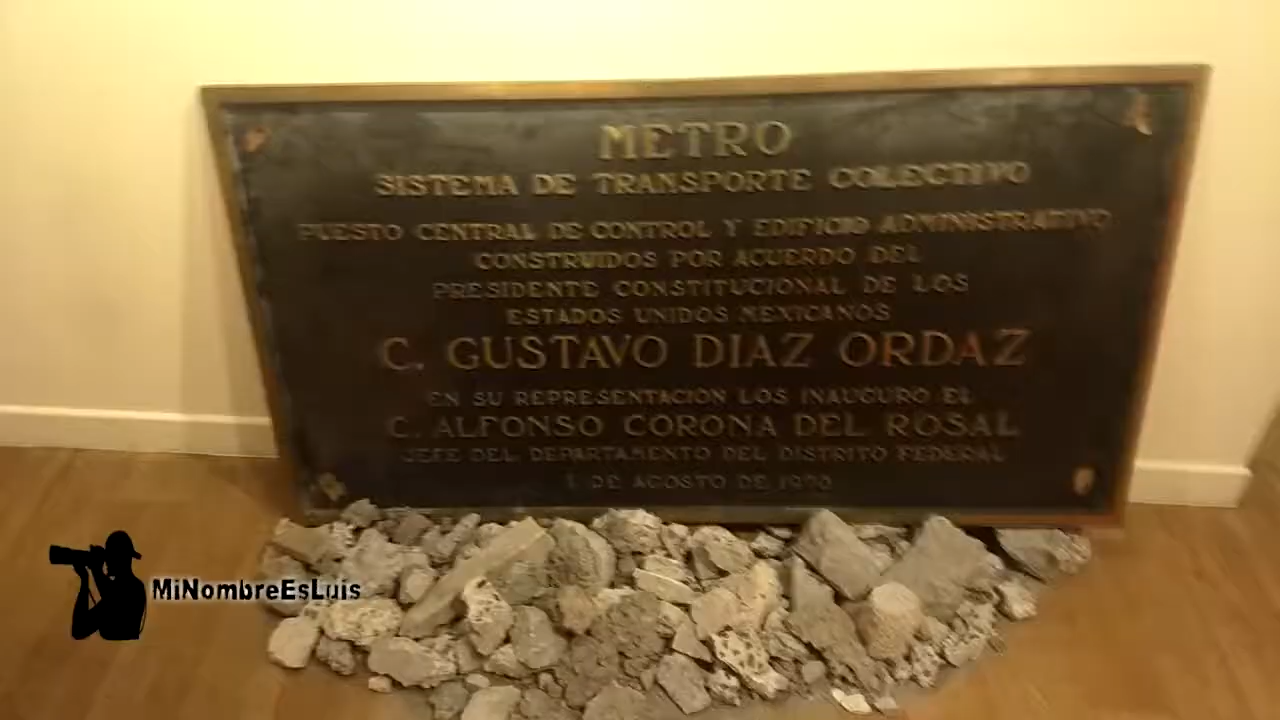 METRO
SISTEMA DE TRANSPORTE COLECTIVO
PUESTO CENTRAL DE CONTROL Y EDIFICIO ADMINISTRATIVO
CONSTRUIDOS POR ACUERDO DEL
PRESIDENTE CONSTITUCIONAL DE LOS
ESTADOS UNIDOS MEXICANOS
C. GUSTAVO DIAZ ORDAZ
EN SU REPRESENTACION LOS INAUGURO EL
C. ALFONSO CORONA DEL ROSAL
JEFE DEL DEPARTAMENTO DEL DISTRITO FEDERAL
DE AGOSTO DE 1970
MiNombreEsLuis